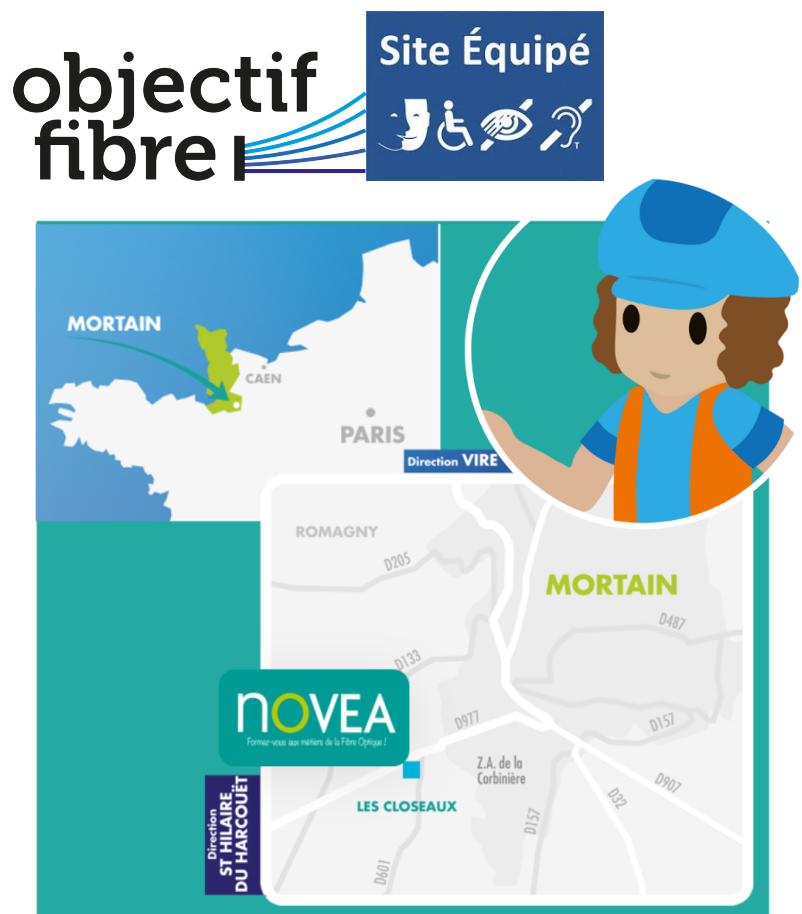 objectif
fibre
Site Équipé
T
MORTAIN
CAEN
PARIS
Direction VIRE
ROMAGNY
D205
MORTAIN
D487
D133
NOVEA
Formez-vous aux métiers de la Fibre Optique !
D977
D157
Z.A. de la
Corbinière
D907
D32
LES CLOSEAUX
D157
D601
Direction
ST HILAIRE
DU HARCOUËT